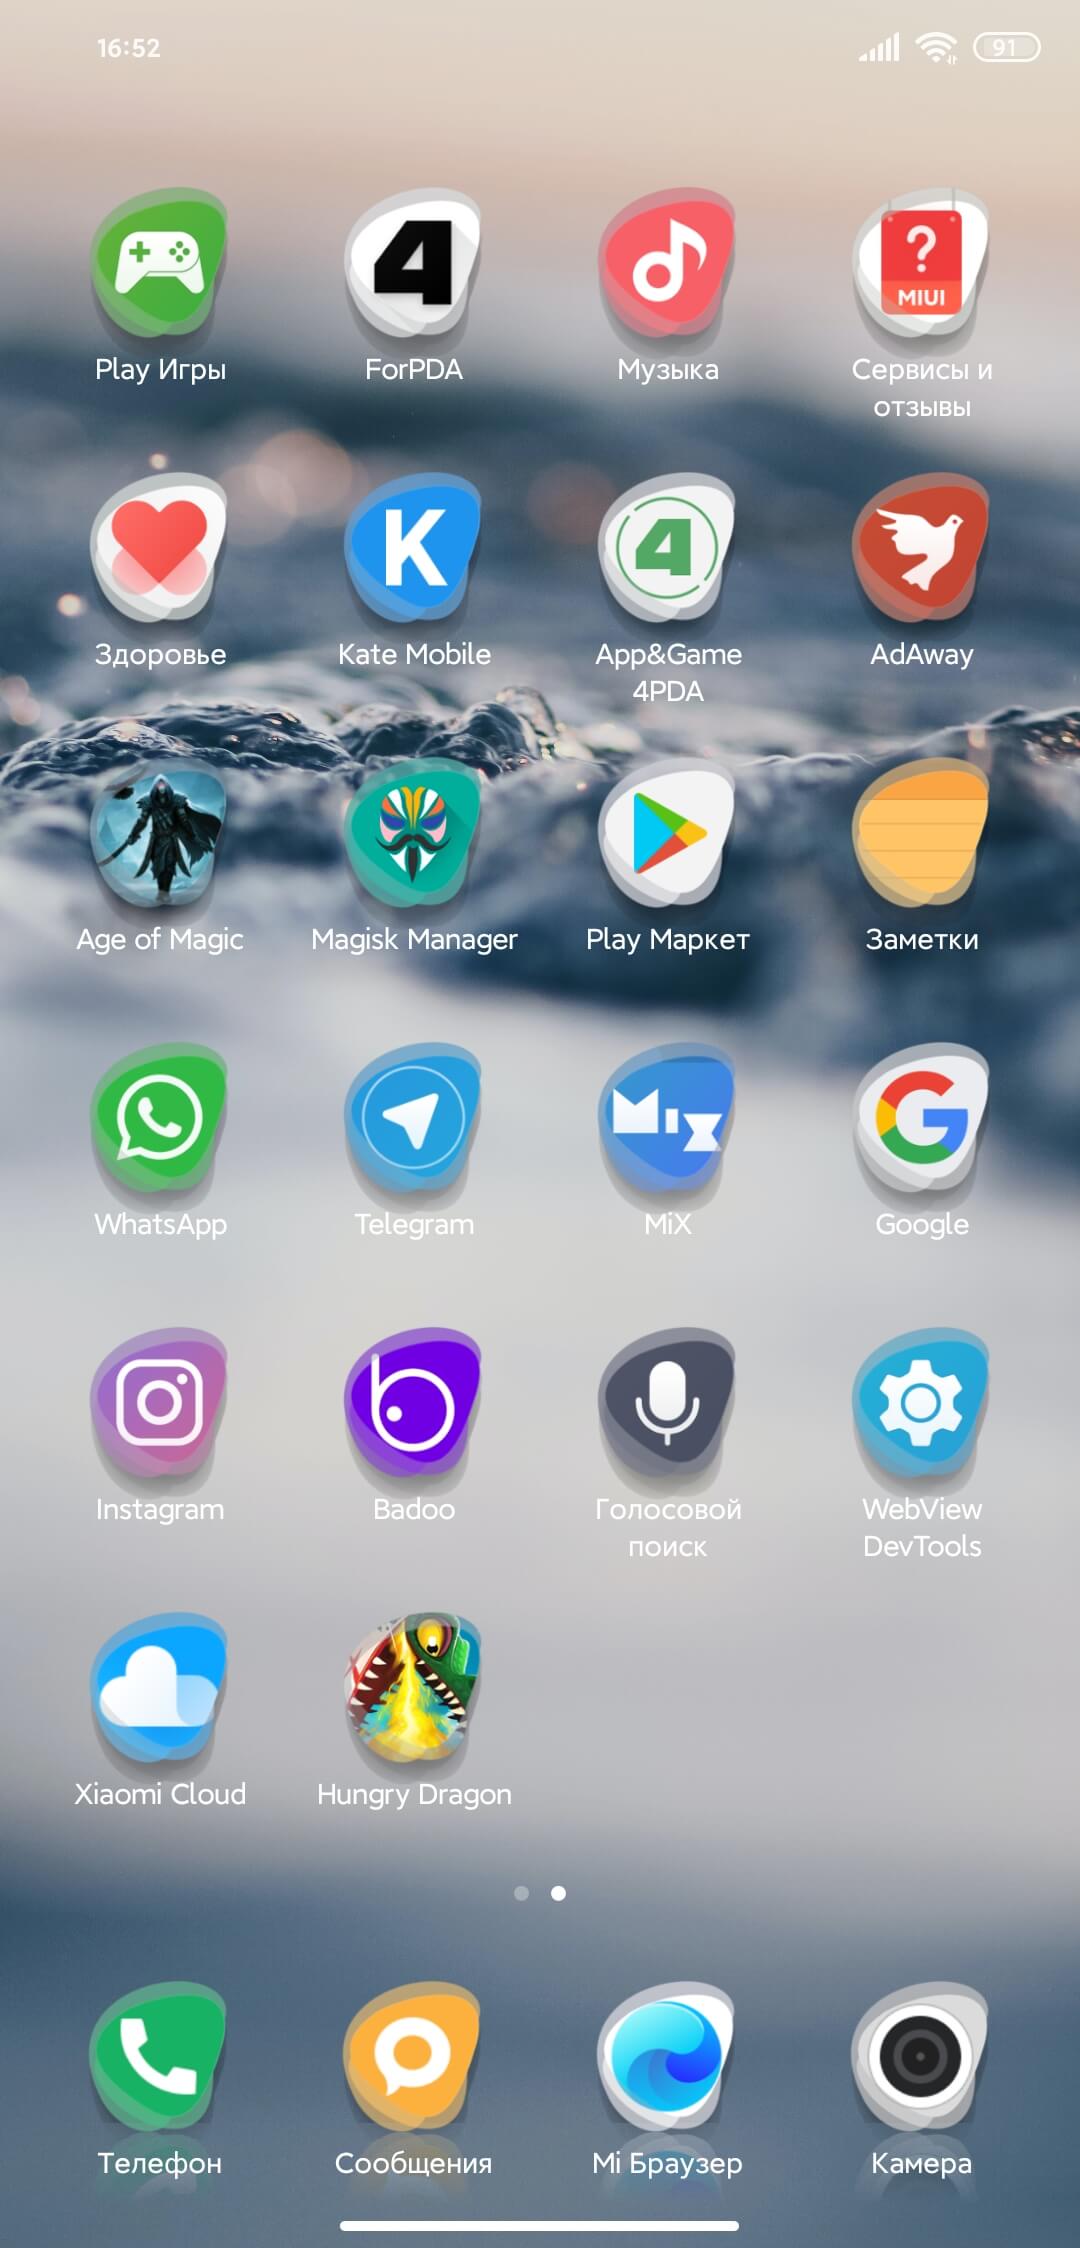 16:52
91
Play Игры
ForPDA
Музыка
MIUI
Сервисы и
отзывы
Здоровье
Kate Mobile
App&Game
4PDA
AdAway
Age of Magic
Magisk Manager
Play Маркет
Заметки
MiX
WhatsApp
Telegram
MiX
Google
Instagram
Badoo
Голосовой
поиск
WebView
DevTools
Xiaomi Cloud
Hungry Dragon
Телефон
Сообщения
Mi Браузер
Камера